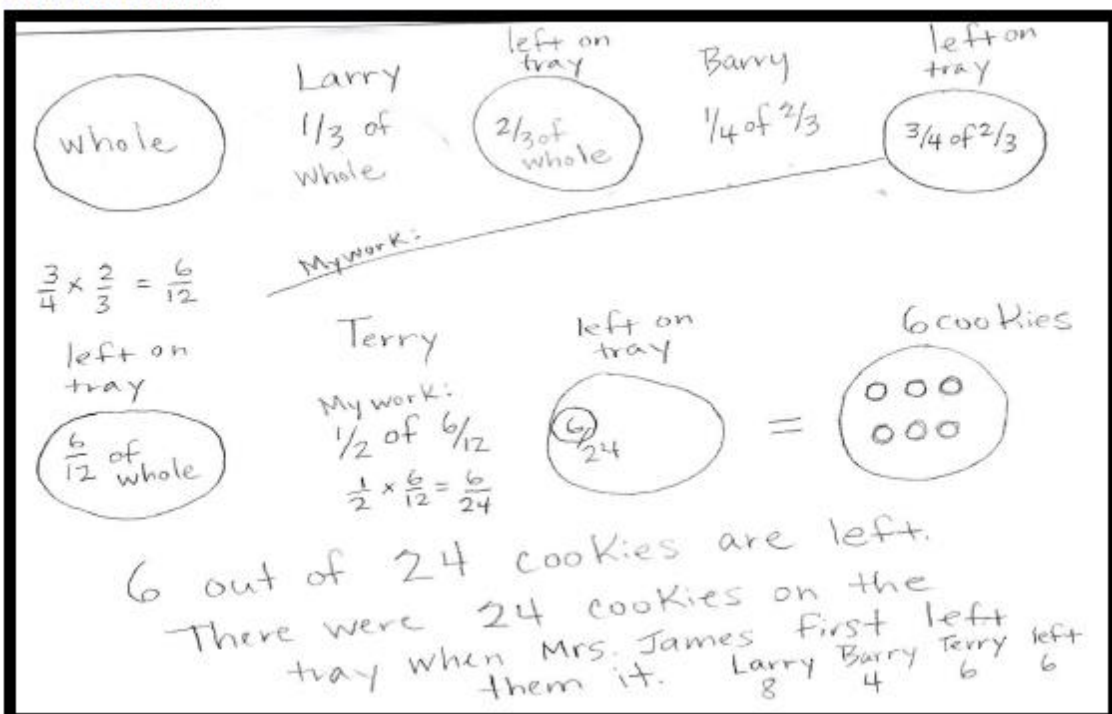 whole
Larry
1/3 of
whole
left on
tray
2/3 of
whole
Barry
1/4 of 2/3
left on
tray
3/4 of 2/3
My work:
3/4 × 2/3 = 6/12
left on
tray
6/12 of
whole
Terry
My work:
1/2 of 6/12
1/2 × 6/12 = 6/24
left on
tray
6/24
=
6 cookies
6 out of 24 cookies are left.
There were 24 cookies on the
tray when Mrs. James first left
them it.
Larry Barry Terry left
8 4 6 6